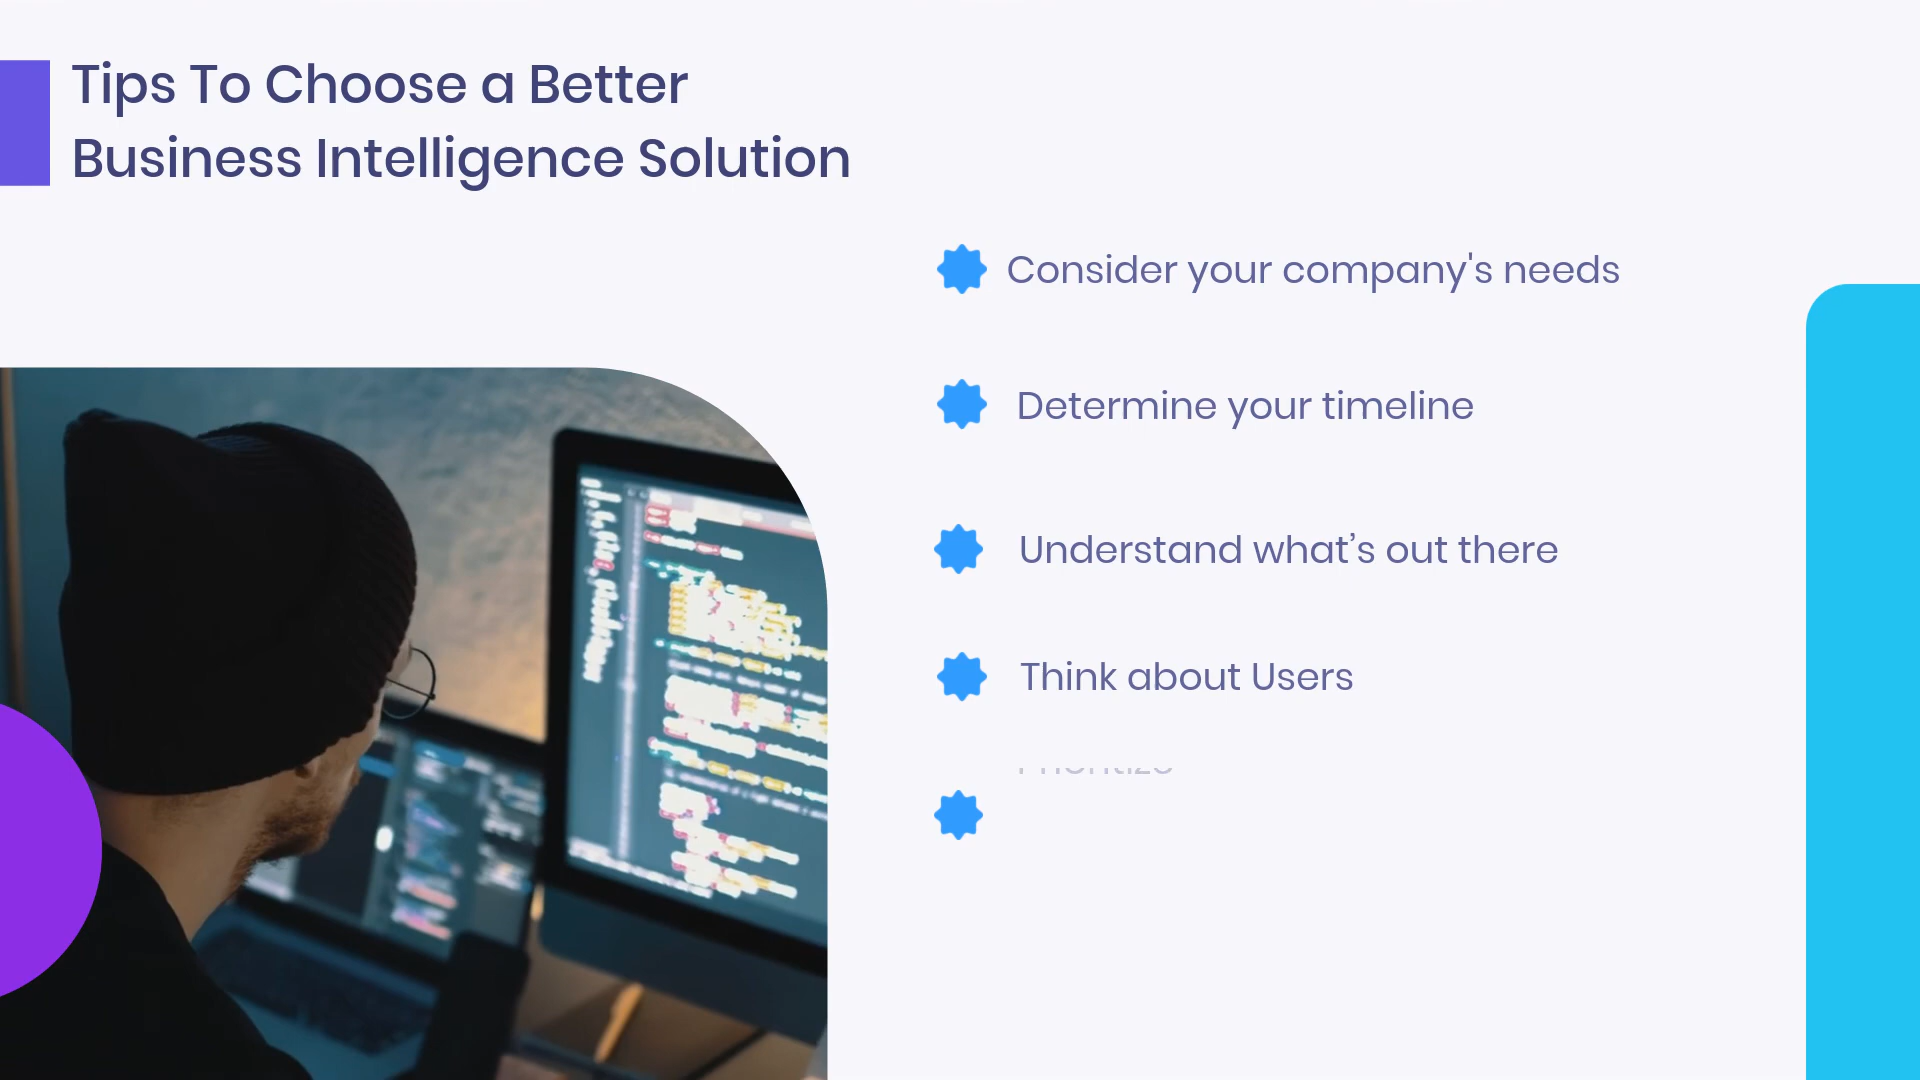 Tips To Choose a Better
Business Intelligence Solution
Consider your company's needs
Determine your timeline
Understand what’s out there
Think about Users
Prioritize